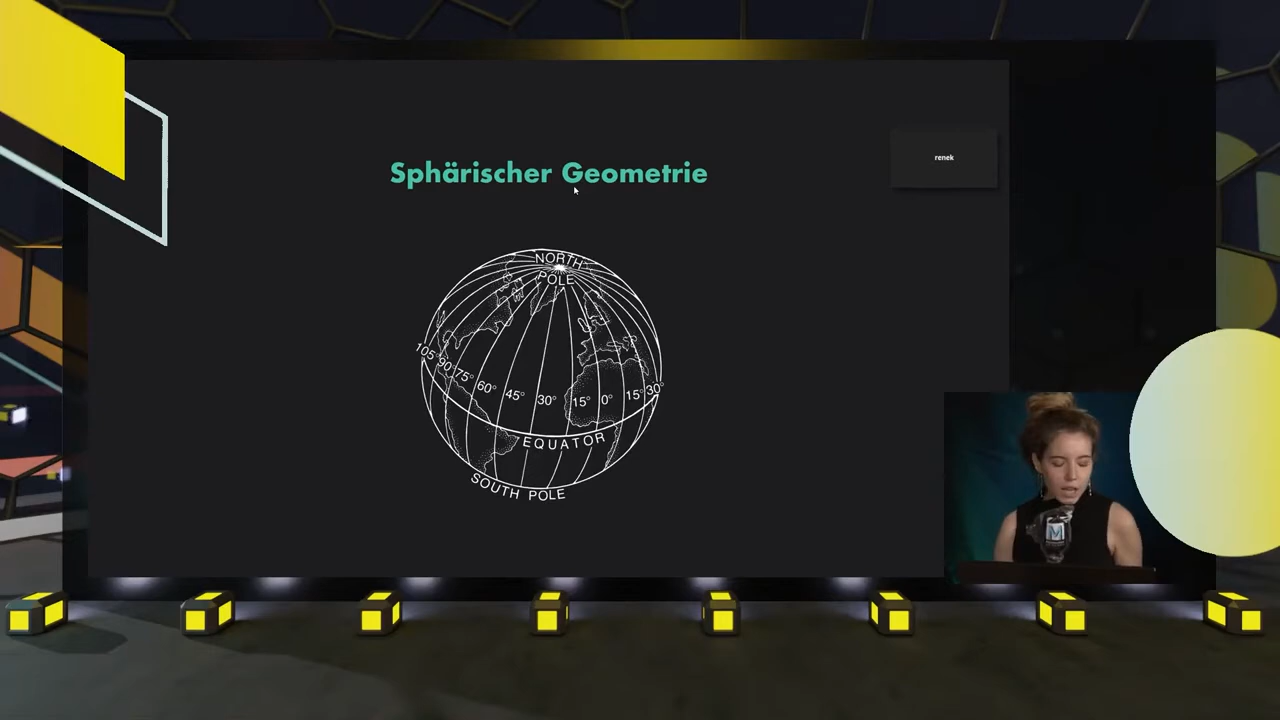 Sphärischer Geometrie
renek
NORTH
POLE
105° 90° 75° 60° 45° 30° 15° 0° 15° 30°
EQUATOR
SOUTH POLE
M